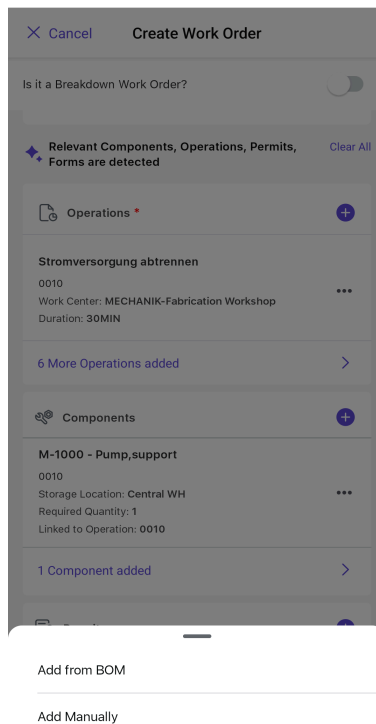 Cancel
Create Work Order
Is it a Breakdown Work Order?
Relevant Components, Operations, Permits,
Forms are detected
Clear All
Operations *
Stromversorgung abtrennen
0010
Work Center: MECHANIK-Fabrication Workshop
Duration: 30MIN
6 More Operations added
Components
M-1000 - Pump,support
0010
Storage Location: Central WH
Required Quantity: 1
Linked to Operation: 0010
1 Component added
Add from BOM
Add Manually